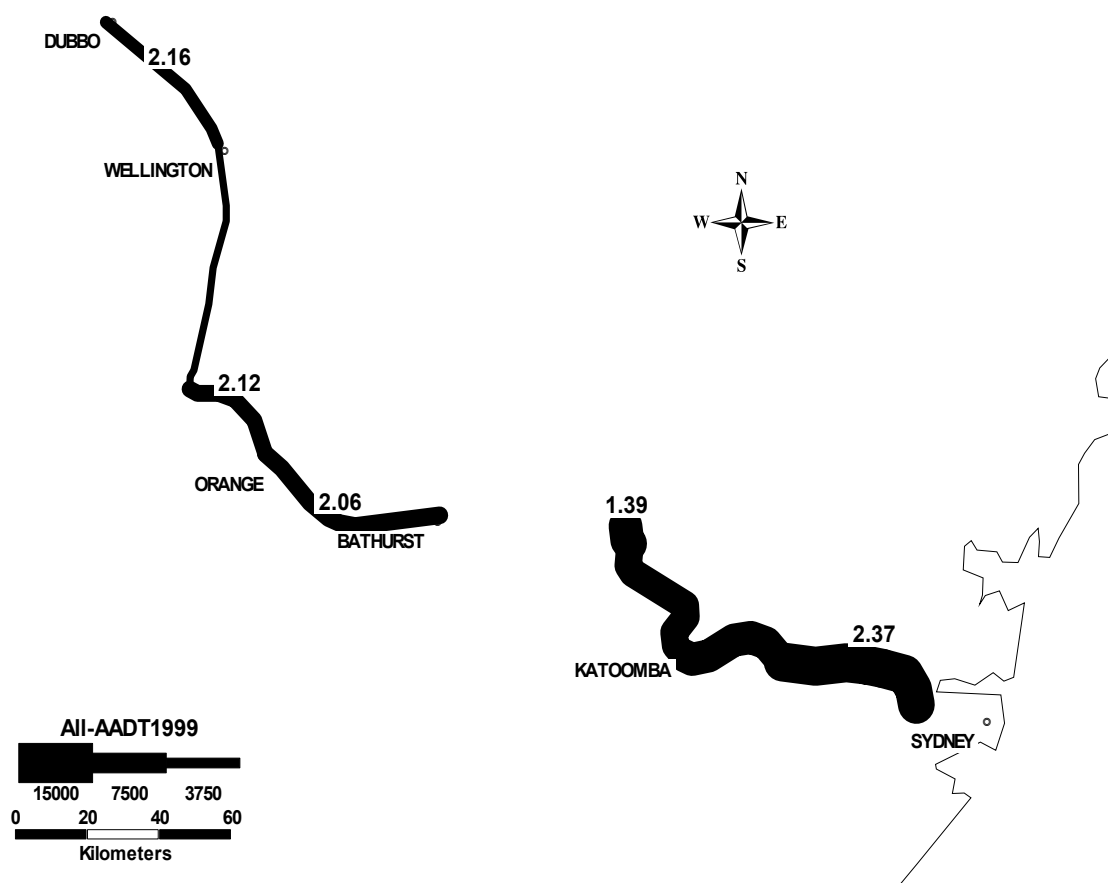 DUBBO
2.16
WELLINGTON
N
W E
S
2.12
ORANGE
2.06
BATHURST
1.39
2.37
KATOOMBA
SYDNEY
All-AADT1999
15000 7500 3750
0 20 40 60
Kilometers